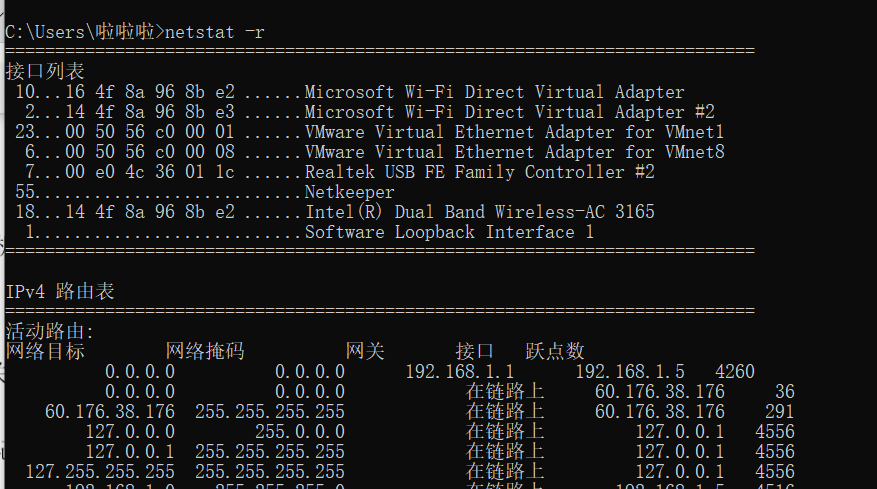 C:\Users\啦啦啦>netstat -r
===========================================================================
接口列表
10...16 4f 8a 96 8b e2 ......Microsoft Wi-Fi Direct Virtual Adapter
2...14 4f 8a 96 8b e3 ......Microsoft Wi-Fi Direct Virtual Adapter #2
23...00 50 56 c0 00 01 ......VMware Virtual Ethernet Adapter for VMnet1
6...00 50 56 c0 00 08 ......VMware Virtual Ethernet Adapter for VMnet8
7...00 e0 4c 36 01 1c ......Realtek USB FE Family Controller #2
55...........................Netkeeper
18...14 4f 8a 96 8b e2 ......Intel(R) Dual Band Wireless-AC 3165
1...........................Software Loopback Interface 1
===========================================================================
IPv4 路由表
===========================================================================
活动路由:
网络目标 网络掩码 网关 接口 跃点数
0.0.0.0 0.0.0.0 192.168.1.1 192.168.1.5 4260
0.0.0.0 0.0.0.0 在链路上 60.176.38.176 36
60.176.38.176 255.255.255.255 在链路上 60.176.38.176 291
127.0.0.0 255.0.0.0 在链路上 127.0.0.1 4556
127.0.0.1 255.255.255.255 在链路上 127.0.0.1 4556
127.255.255.255 255.255.255.255 在链路上 127.0.0.1 4556